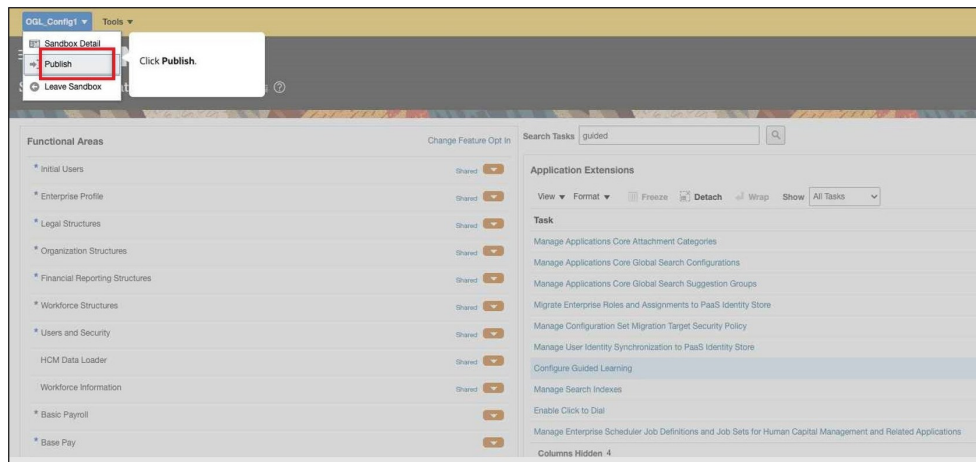 OGL_Config1 Tools
Sandbox Detail
Publish
Leave Sandbox
Click Publish.
Functional Areas
Change Feature Opt in
* Initial Users Shared
* Enterprise Profile Shared
* Legal Structures Shared
* Organization Structures Shared
* Financial Reporting Structures Shared
* Workforce Structures Shared
* Users and Security Shared
HCM Data Loader Shared
Workforce Information Shared
* Basic Payroll
* Base Pay
Search Tasks guided
Application Extensions
View Format Freeze Detach Wrap Show All Tasks
Task
Manage Applications Core Attachment Categories
Manage Applications Core Global Search Configurations
Manage Applications Core Global Search Suggestion Groups
Migrate Enterprise Roles and Assignments to PaaS Identity Store
Manage Configuration Set Migration Target Security Policy
Manage User Identity Synchronization to PaaS Identity Store
Configure Guided Learning
Manage Search Indexes
Enable Click to Dial
Manage Enterprise Scheduler Job Definitions and Job Sets for Human Capital Management and Related Applications
Columns Hidden 4